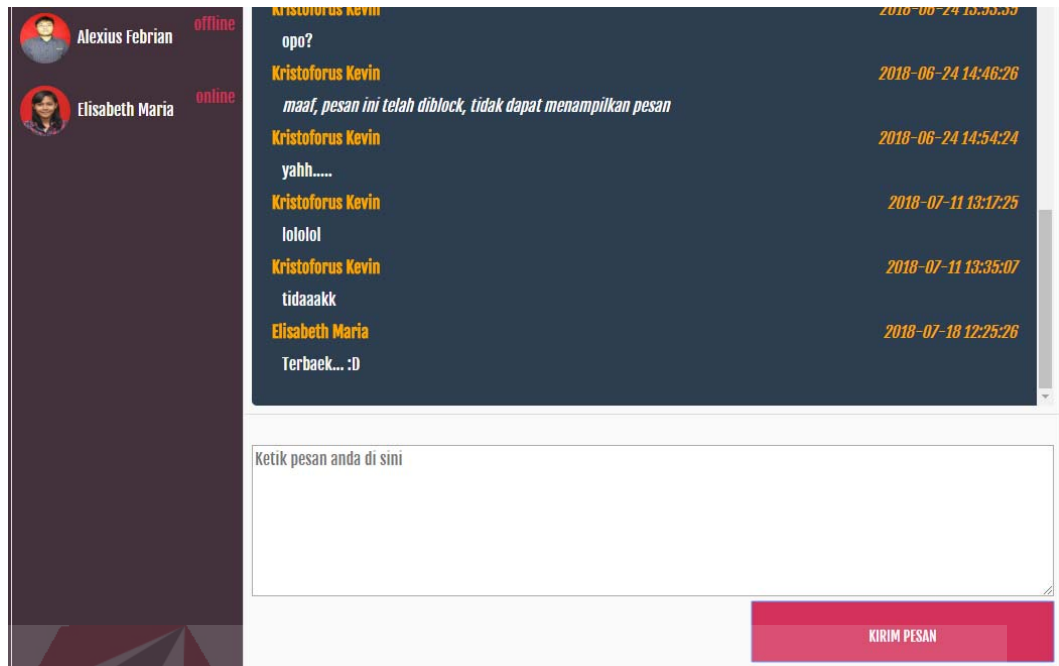 Alexius Febrian
offline
Elisabeth Maria
online
Kristoforus Kevin
opo?
Kristoforus Kevin 2018-06-24 14:46:26
maaf, pesan ini telah diblock, tidak dapat menampilkan pesan
Kristoforus Kevin 2018-06-24 14:54:24
yahh.....
Kristoforus Kevin 2018-07-11 13:17:25
lololol
Kristoforus Kevin 2018-07-11 13:35:07
tidaaakk
Elisabeth Maria 2018-07-18 12:25:26
Terbaek... :D
Ketik pesan anda di sini
KIRIM PESAN